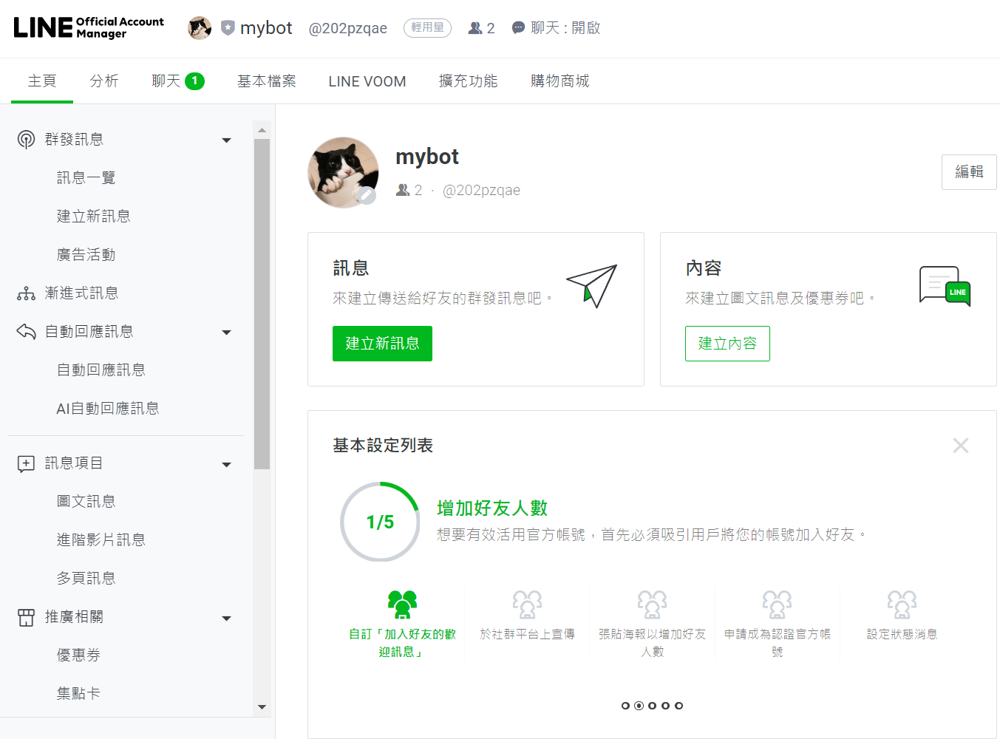 LINE Official Account Manager
mybot @202pzqae 輕用量 2 聊天 : 開啟
主頁 分析 聊天 1 基本檔案 LINE VOOM 擴充功能 購物商城
群發訊息
訊息一覽
建立新訊息
廣告活動
漸進式訊息
自動回應訊息
自動回應訊息
AI自動回應訊息
訊息項目
圖文訊息
進階影片訊息
多頁訊息
推廣相關
優惠券
集點卡
mybot
2 · @202pzqae
編輯
訊息
來建立傳送給好友的群發訊息吧。
建立新訊息
內容
來建立圖文訊息及優惠券吧。
LINE
建立內容
基本設定列表
1/5
增加好友人數
想要有效活用官方帳號，首先必須吸引用戶將您的帳號加入好友。
自訂「加入好友的歡
迎訊息」
於社群平台上宣傳
張貼海報以增加好友
人數
申請成為認證官方帳
號
設定狀態消息